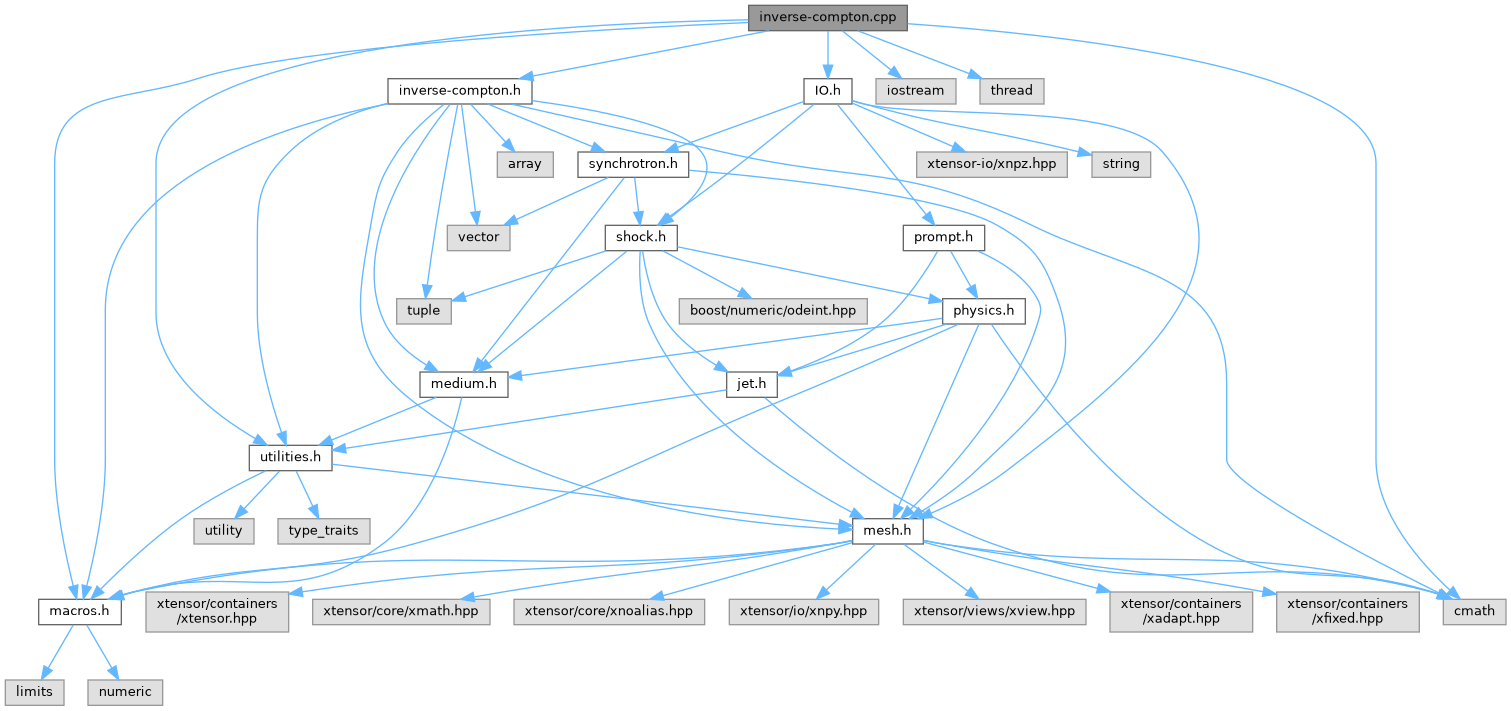 inverse-compton.cpp
inverse-compton.h
IO.h
iostream
thread
array
synchrotron.h
xtensor-io/xnpz.hpp
string
vector
shock.h
prompt.h
tuple
boost/numeric/odeint.hpp
physics.h
medium.h
jet.h
utilities.h
utility
type_traits
mesh.h
macros.h
xtensor/containers
/xtensor.hpp
xtensor/core/xmath.hpp
xtensor/core/xnoalias.hpp
xtensor/io/xnpy.hpp
xtensor/views/xview.hpp
xtensor/containers
/xadapt.hpp
xtensor/containers
/xfixed.hpp
cmath
limits
numeric